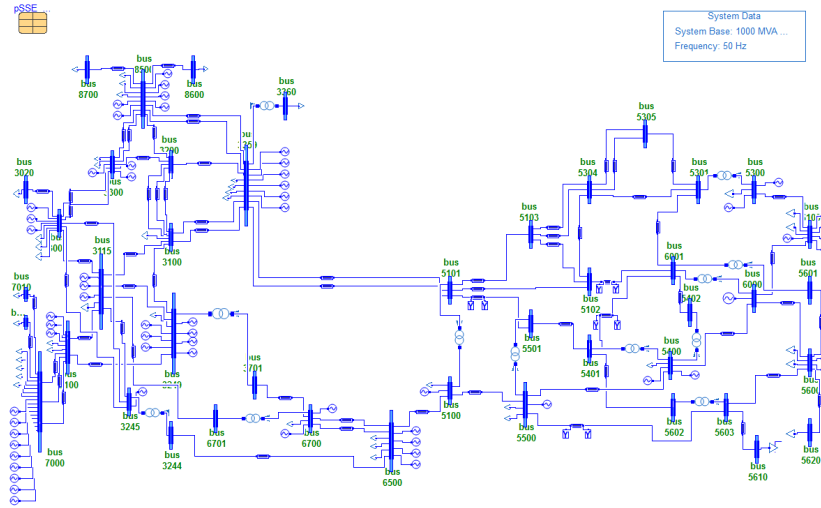 pSSE ...
System Data
System Base: 1000 MVA ...
Frequency: 50 Hz
bus
8500
bus
8700
bus
8600
bus
3360
bus
5305
bus
3020
bus
5304
bus
5301
bus
5300
bus
5103
bus
3115
bus
3100
bus
6001
bus
5101
bus
5601
bus
7010
bus
5102
bus
5402
bus
6000
b...
bus
5501
bus
5401
bus
5400
bus
bus
5100
bus
5500
bus
3245
bus
6701
bus
6700
bus
5602
bus
5603
bus
3244
bus
7000
bus
6500
bus
5610
bus
5620